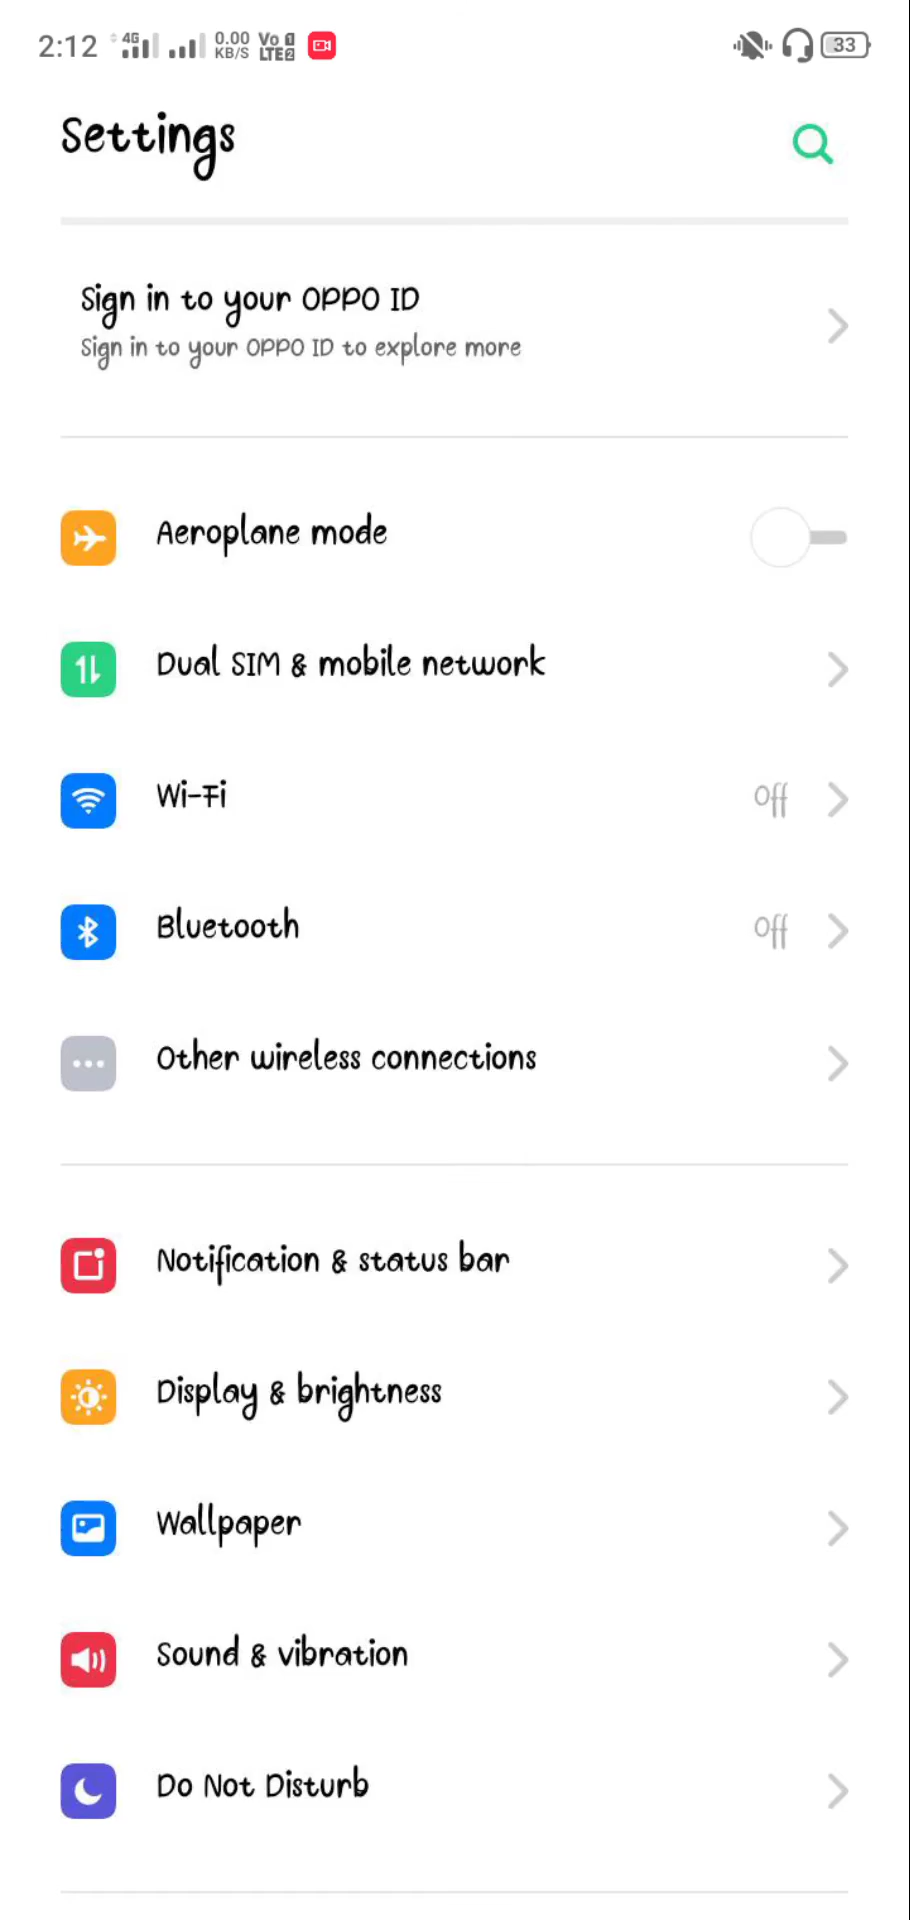 2:12 4G 0.00 KB/S Vo 1 LTE 2 33
Settings
Sign in to your OPPO ID
Sign in to your OPPO ID to explore more
Aeroplane mode
Dual SIM & mobile network
Wi-Fi Off
Bluetooth Off
Other wireless connections
Notification & status bar
Display & brightness
Wallpaper
Sound & vibration
Do Not Disturb